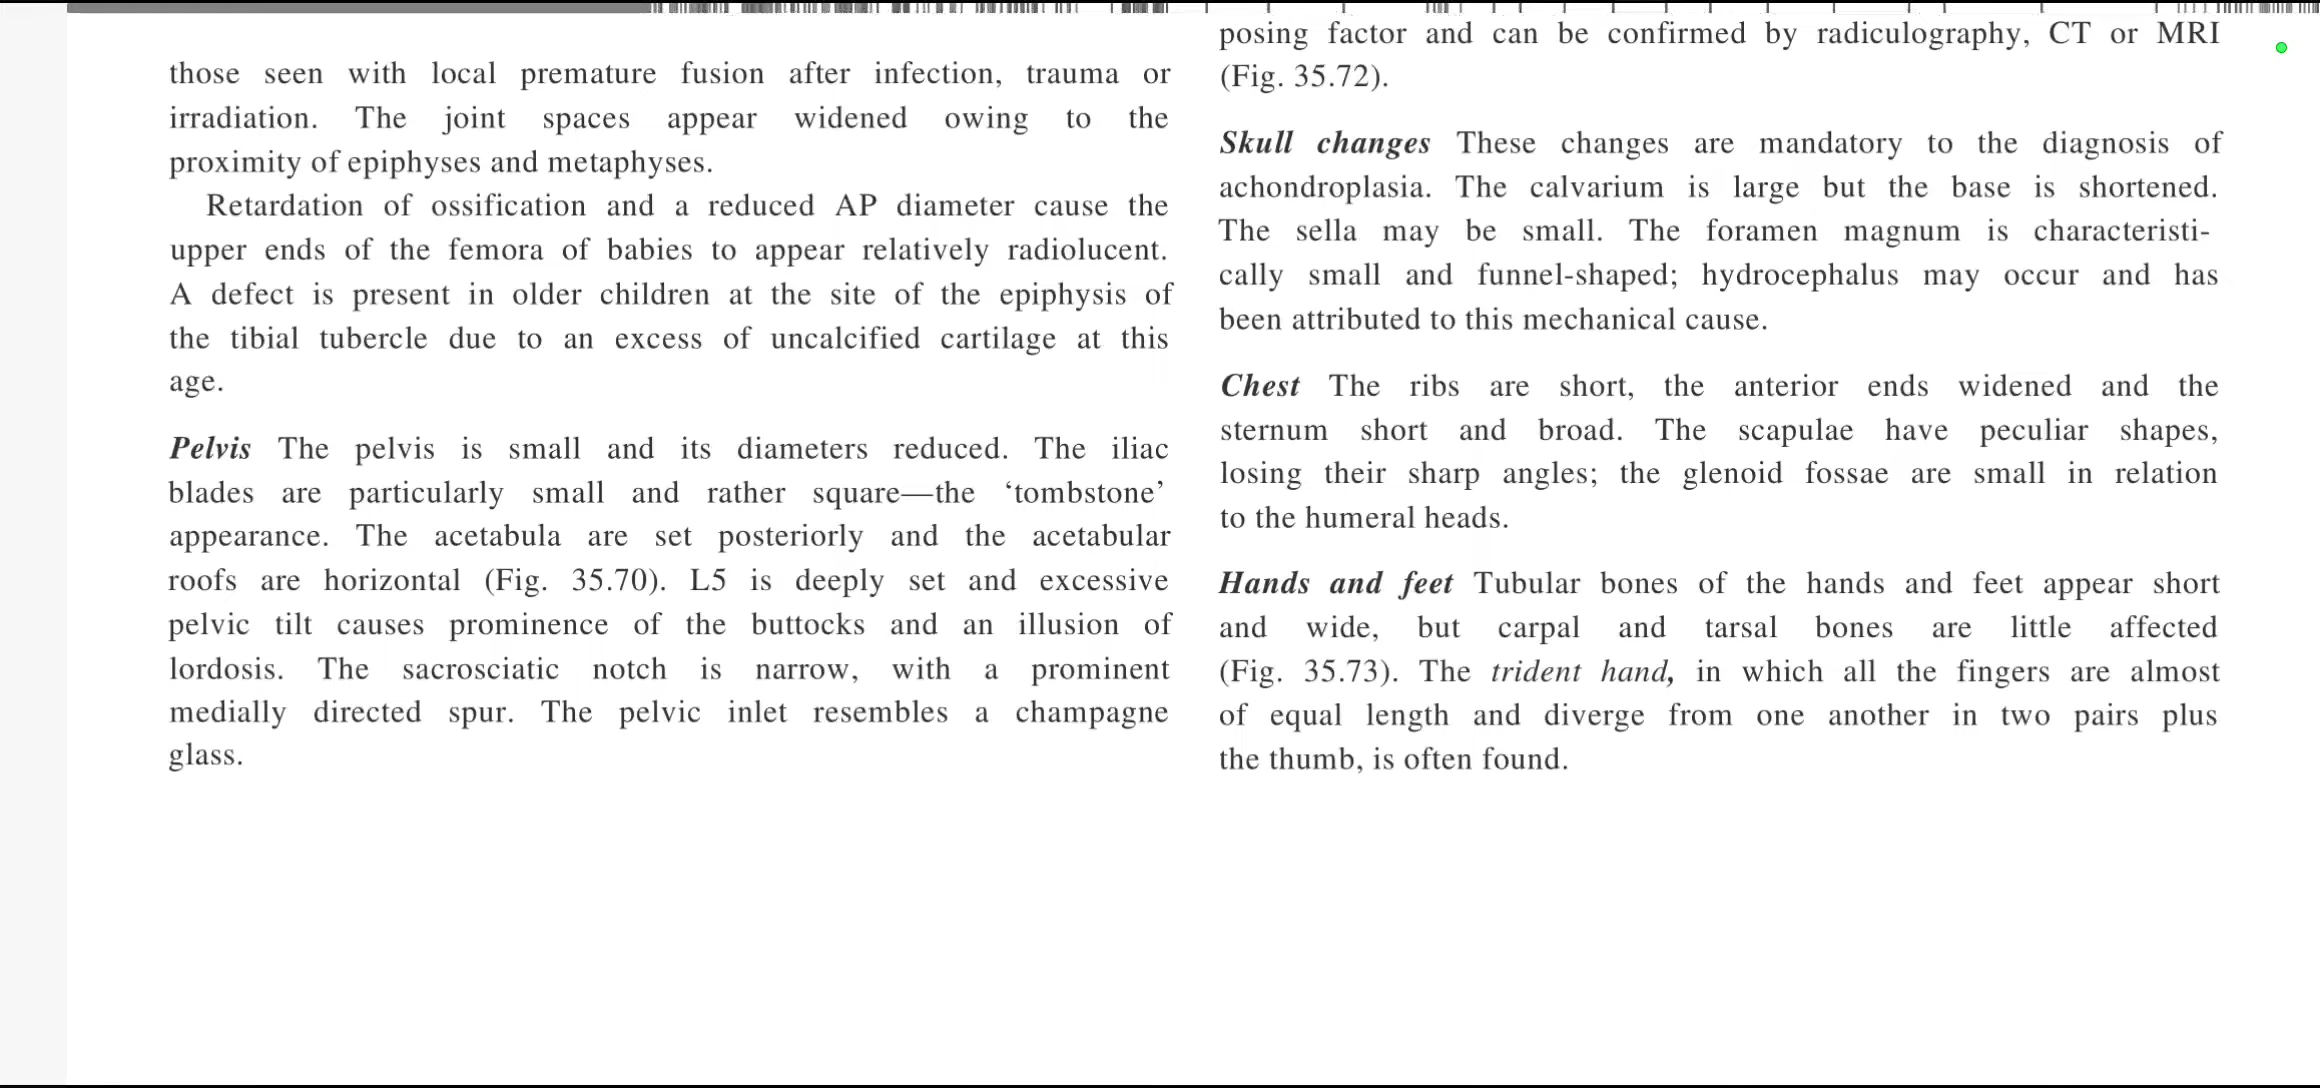 those seen with local premature fusion after infection, trauma or
irradiation. The joint spaces appear widened owing to the
proximity of epiphyses and metaphyses.
Retardation of ossification and a reduced AP diameter cause the
upper ends of the femora of babies to appear relatively radiolucent.
A defect is present in older children at the site of the epiphysis of
the tibial tubercle due to an excess of uncalcified cartilage at this
age.
Pelvis The pelvis is small and its diameters reduced. The iliac
blades are particularly small and rather square—the ‘tombstone’
appearance. The acetabula are set posteriorly and the acetabular
roofs are horizontal (Fig. 35.70). L5 is deeply set and excessive
pelvic tilt causes prominence of the buttocks and an illusion of
lordosis. The sacrosciatic notch is narrow, with a prominent
medially directed spur. The pelvic inlet resembles a champagne
glass.
posing factor and can be confirmed by radiculography, CT or MRI
(Fig. 35.72).
Skull changes These changes are mandatory to the diagnosis of
achondroplasia. The calvarium is large but the base is shortened.
The sella may be small. The foramen magnum is characteristi-
cally small and funnel-shaped; hydrocephalus may occur and has
been attributed to this mechanical cause.
Chest The ribs are short, the anterior ends widened and the
sternum short and broad. The scapulae have peculiar shapes,
losing their sharp angles; the glenoid fossae are small in relation
to the humeral heads.
Hands and feet Tubular bones of the hands and feet appear short
and wide, but carpal and tarsal bones are little affected
(Fig. 35.73). The trident hand, in which all the fingers are almost
of equal length and diverge from one another in two pairs plus
the thumb, is often found.